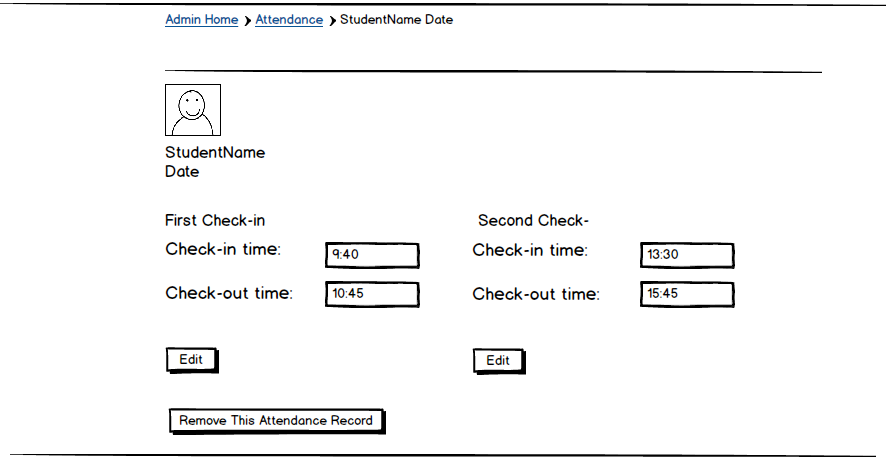 Admin Home > Attendance > StudentName Date
StudentName
Date
First Check-in
Check-in time: 9:40
Check-out time: 10:45
Edit
Second Check-
Check-in time: 13:30
Check-out time: 15:45
Edit
Remove This Attendance Record